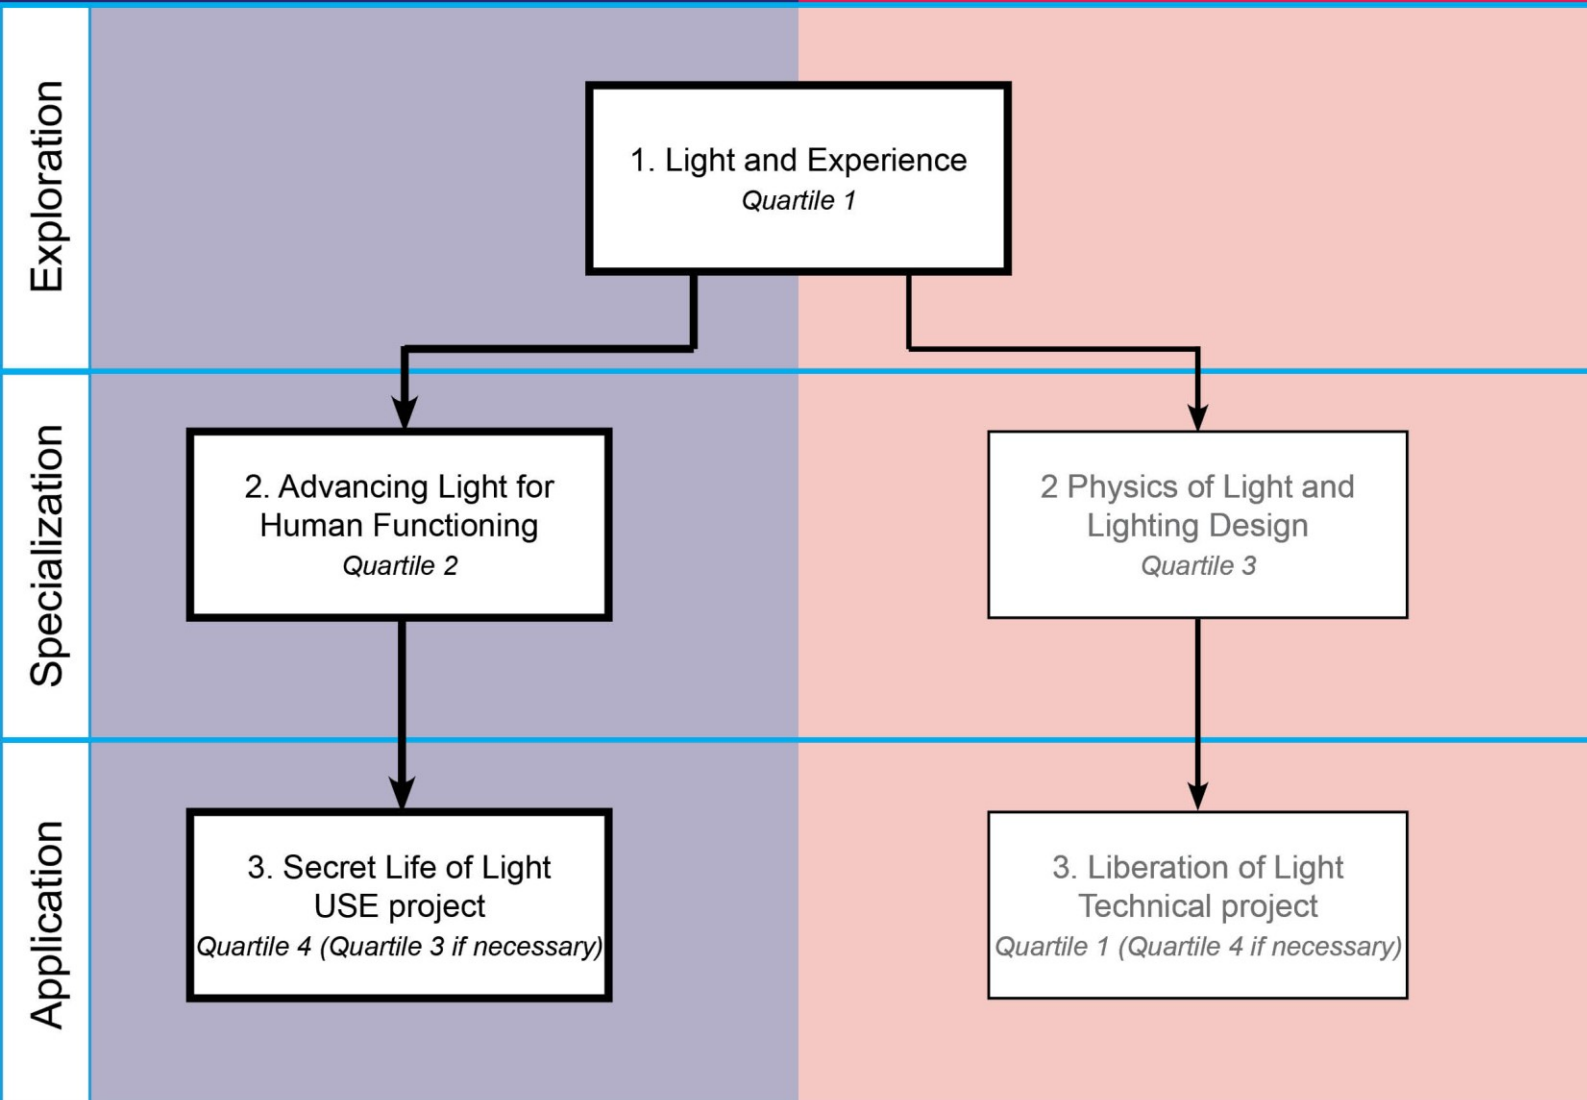 Exploration
1. Light and Experience
Quartile 1
Specialization
2. Advancing Light for
Human Functioning
Quartile 2
2 Physics of Light and
Lighting Design
Quartile 3
Application
3. Secret Life of Light
USE project
Quartile 4 (Quartile 3 if necessary)
3. Liberation of Light
Technical project
Quartile 1 (Quartile 4 if necessary)